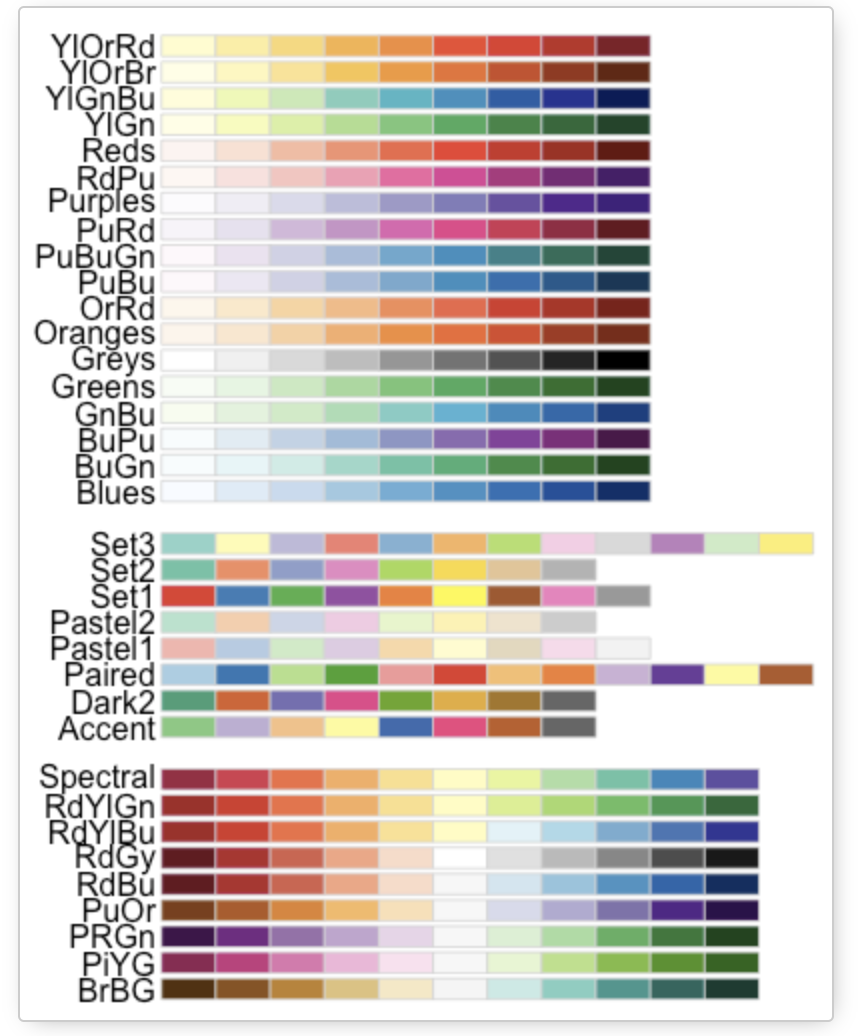 YlOrRd
YlOrBr
YlGnBu
YlGn
Reds
RdPu
Purples
PuRd
PuBuGn
PuBu
OrRd
Oranges
Greys
Greens
GnBu
BuPu
BuGn
Blues
Set3
Set2
Set1
Pastel2
Pastel1
Paired
Dark2
Accent
Spectral
RdYlGn
RdYlBu
RdGy
RdBu
PuOr
PRGn
PiYG
BrBG